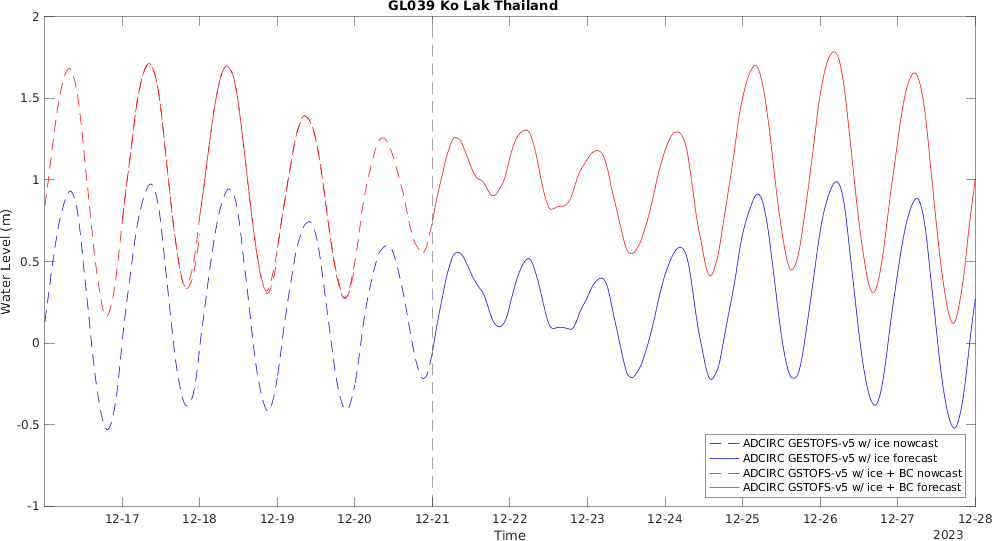 GL039 Ko Lak Thailand
2
1.5
1
0.5
0
-0.5
-1
Water Level (m)
12-17 12-18 12-19 12-20 12-21 12-22 12-23 12-24 12-25 12-26 12-27 12-28
Time
2023
ADCIRC GESTOFS-v5 w/ ice nowcast
ADCIRC GESTOFS-v5 w/ ice forecast
ADCIRC GSTOFS-v5 w/ ice + BC nowcast
ADCIRC GSTOFS-v5 w/ ice + BC forecast